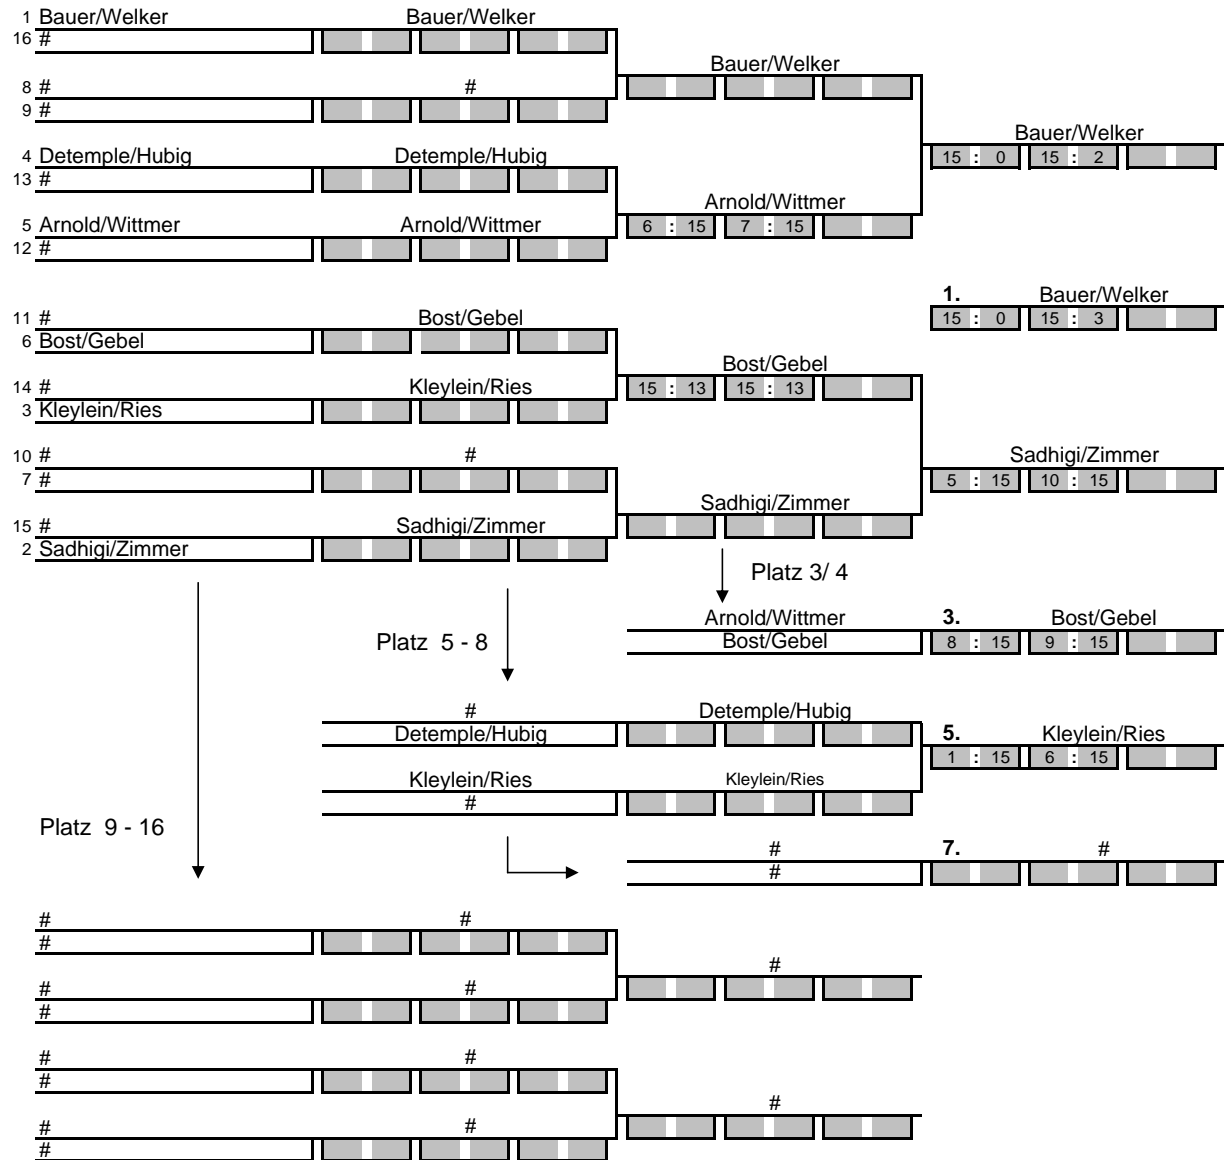 1 Bauer/Welker Bauer/Welker
16 #
Bauer/Welker
8 # #
9 #
Bauer/Welker
4 Detemple/Hubig Detemple/Hubig 15 : 0 15 : 2
13 #
Arnold/Wittmer
5 Arnold/Wittmer Arnold/Wittmer 6 : 15 7 : 15
12 #
1. Bauer/Welker
11 # Bost/Gebel 15 : 0 15 : 3
6 Bost/Gebel
Bost/Gebel
14 # Kleylein/Ries 15 : 13 15 : 13
3 Kleylein/Ries
10 # # Sadhigi/Zimmer
7 # 5 : 15 10 : 15
Sadhigi/Zimmer
15 # Sadhigi/Zimmer
2 Sadhigi/Zimmer
Platz 3/ 4
Arnold/Wittmer 3. Bost/Gebel
Platz 5 - 8 Bost/Gebel 8 : 15 9 : 15
# Detemple/Hubig
Detemple/Hubig 5. Kleylein/Ries
1 : 15 6 : 15
Kleylein/Ries Kleylein/Ries
#
Platz 9 - 16
# 7. #
#
# #
#
#
# #
#
# #
#
#
# #
#